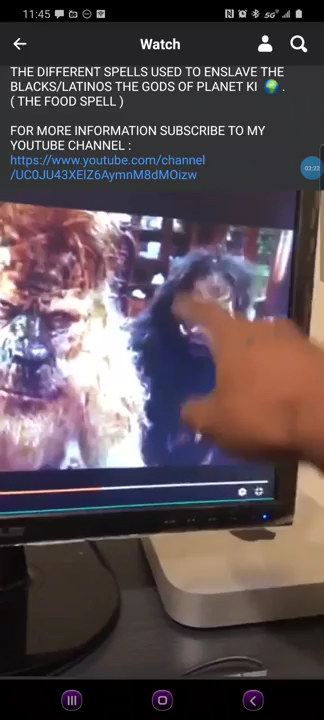 11:45
5G
Watch
THE DIFFERENT SPELLS USED TO ENSLAVE THE
BLACKS/LATINOS THE GODS OF PLANET KI 🌍 .
( THE FOOD SPELL )
FOR MORE INFORMATION SUBSCRIBE TO MY
YOUTUBE CHANNEL :
https://www.youtube.com/channel
/UC0JU43XElZ6AymnM8dMOizw
02:22